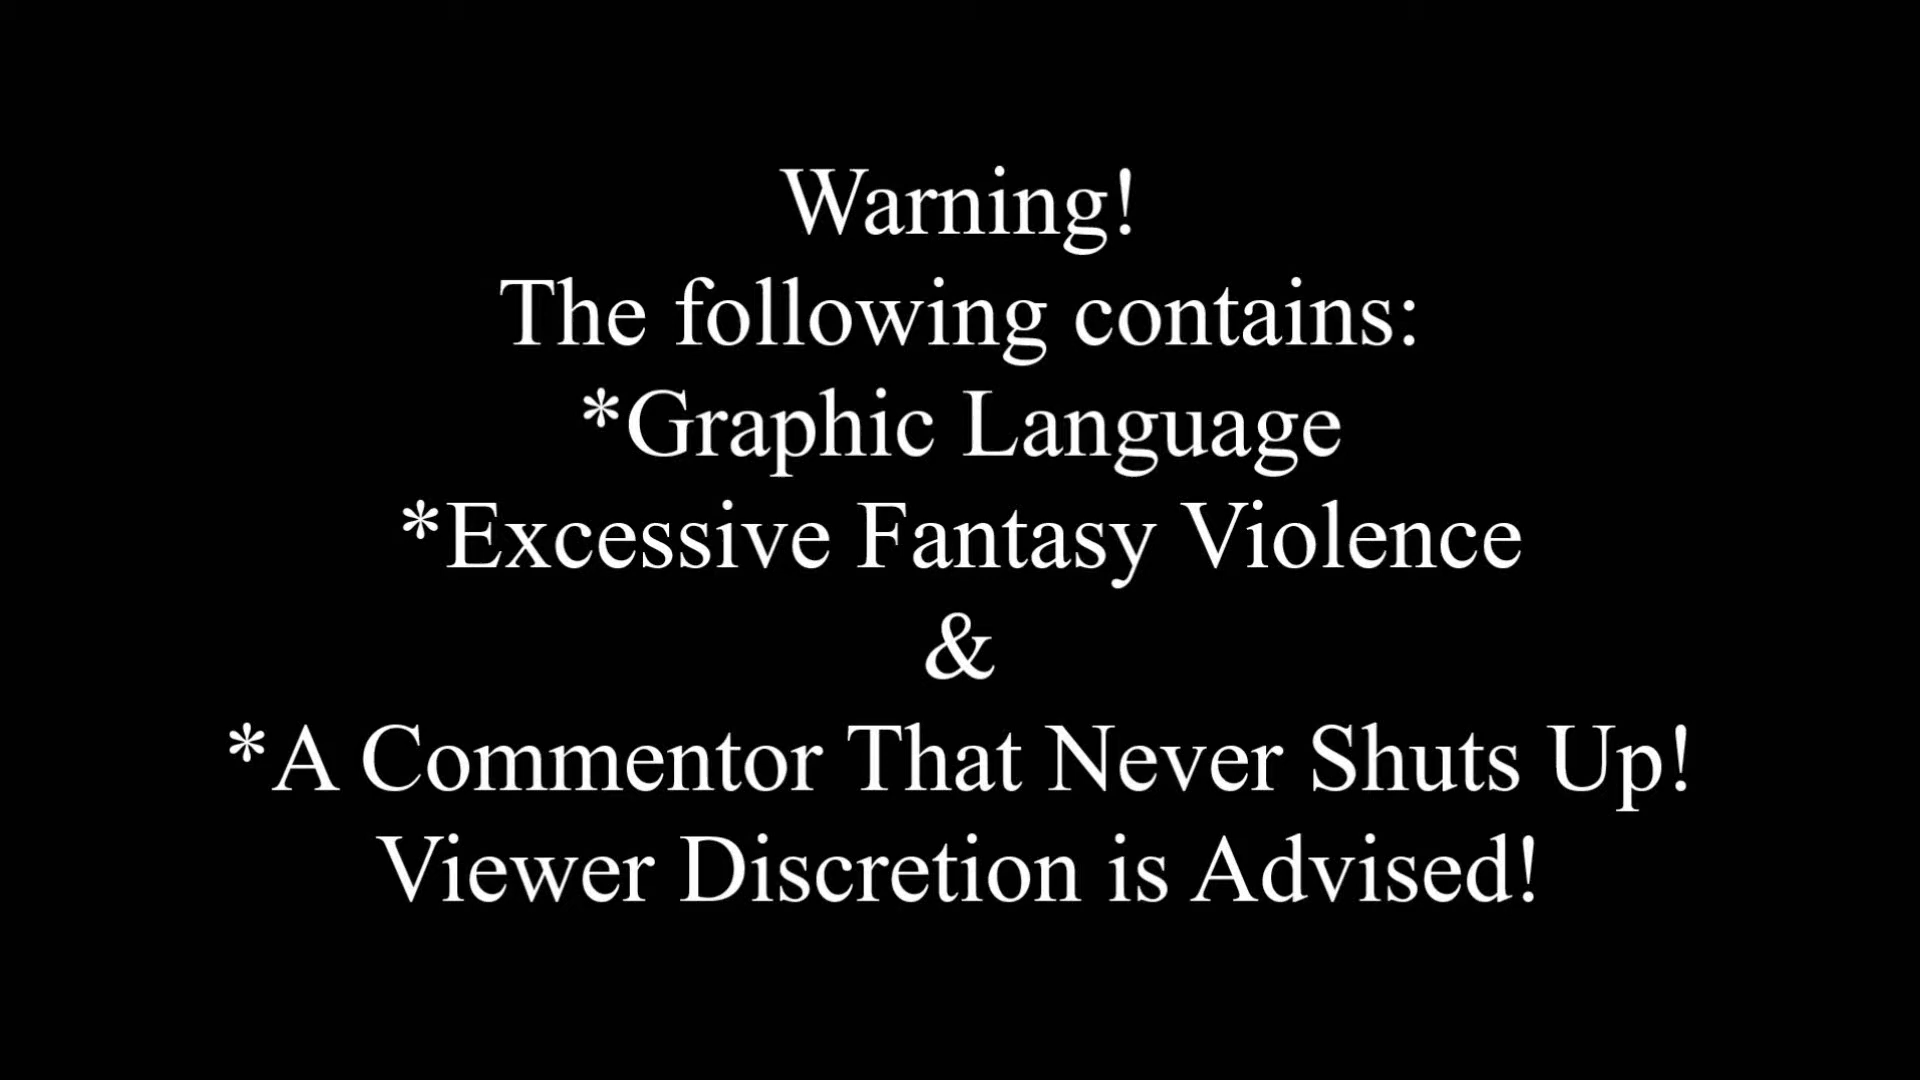 Warning!
The following contains:
*Graphic Language
*Excessive Fantasy Violence
&
*A Commentor That Never Shuts Up!
Viewer Discretion is Advised!